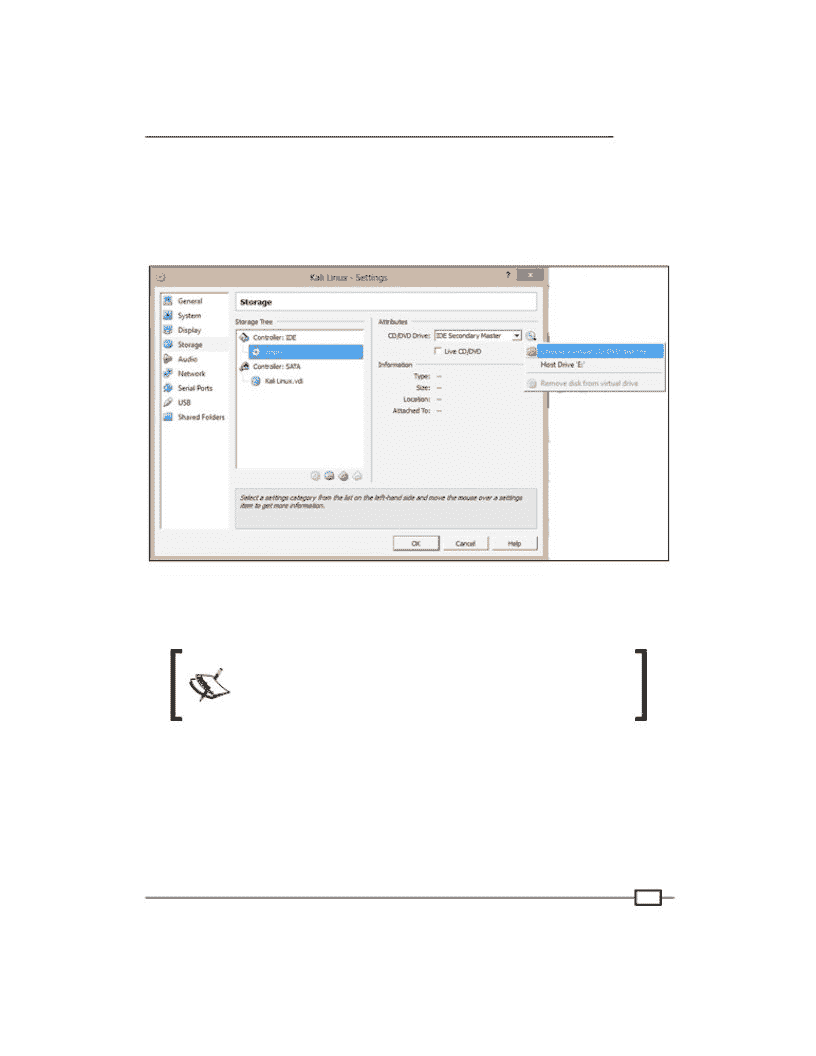 Kali Linux - Settings
?
x
General
System
Display
Storage
Audio
Network
Serial Ports
USB
Shared Folders
Storage
Storage Tree
Controller: IDE
Controller: SATA
Kali Linux.vdi
Attributes
CD/DVD Drive: IDE Secondary Master
Live CD/DVD
Information
Type: --
Size: --
Location: --
Attached To: --
Host Drive 'E:'
Remove disk from virtual drive
Select a settings category from the list on the left-hand side and move the mouse over a settings
item to get more information.
OK
Cancel
Help